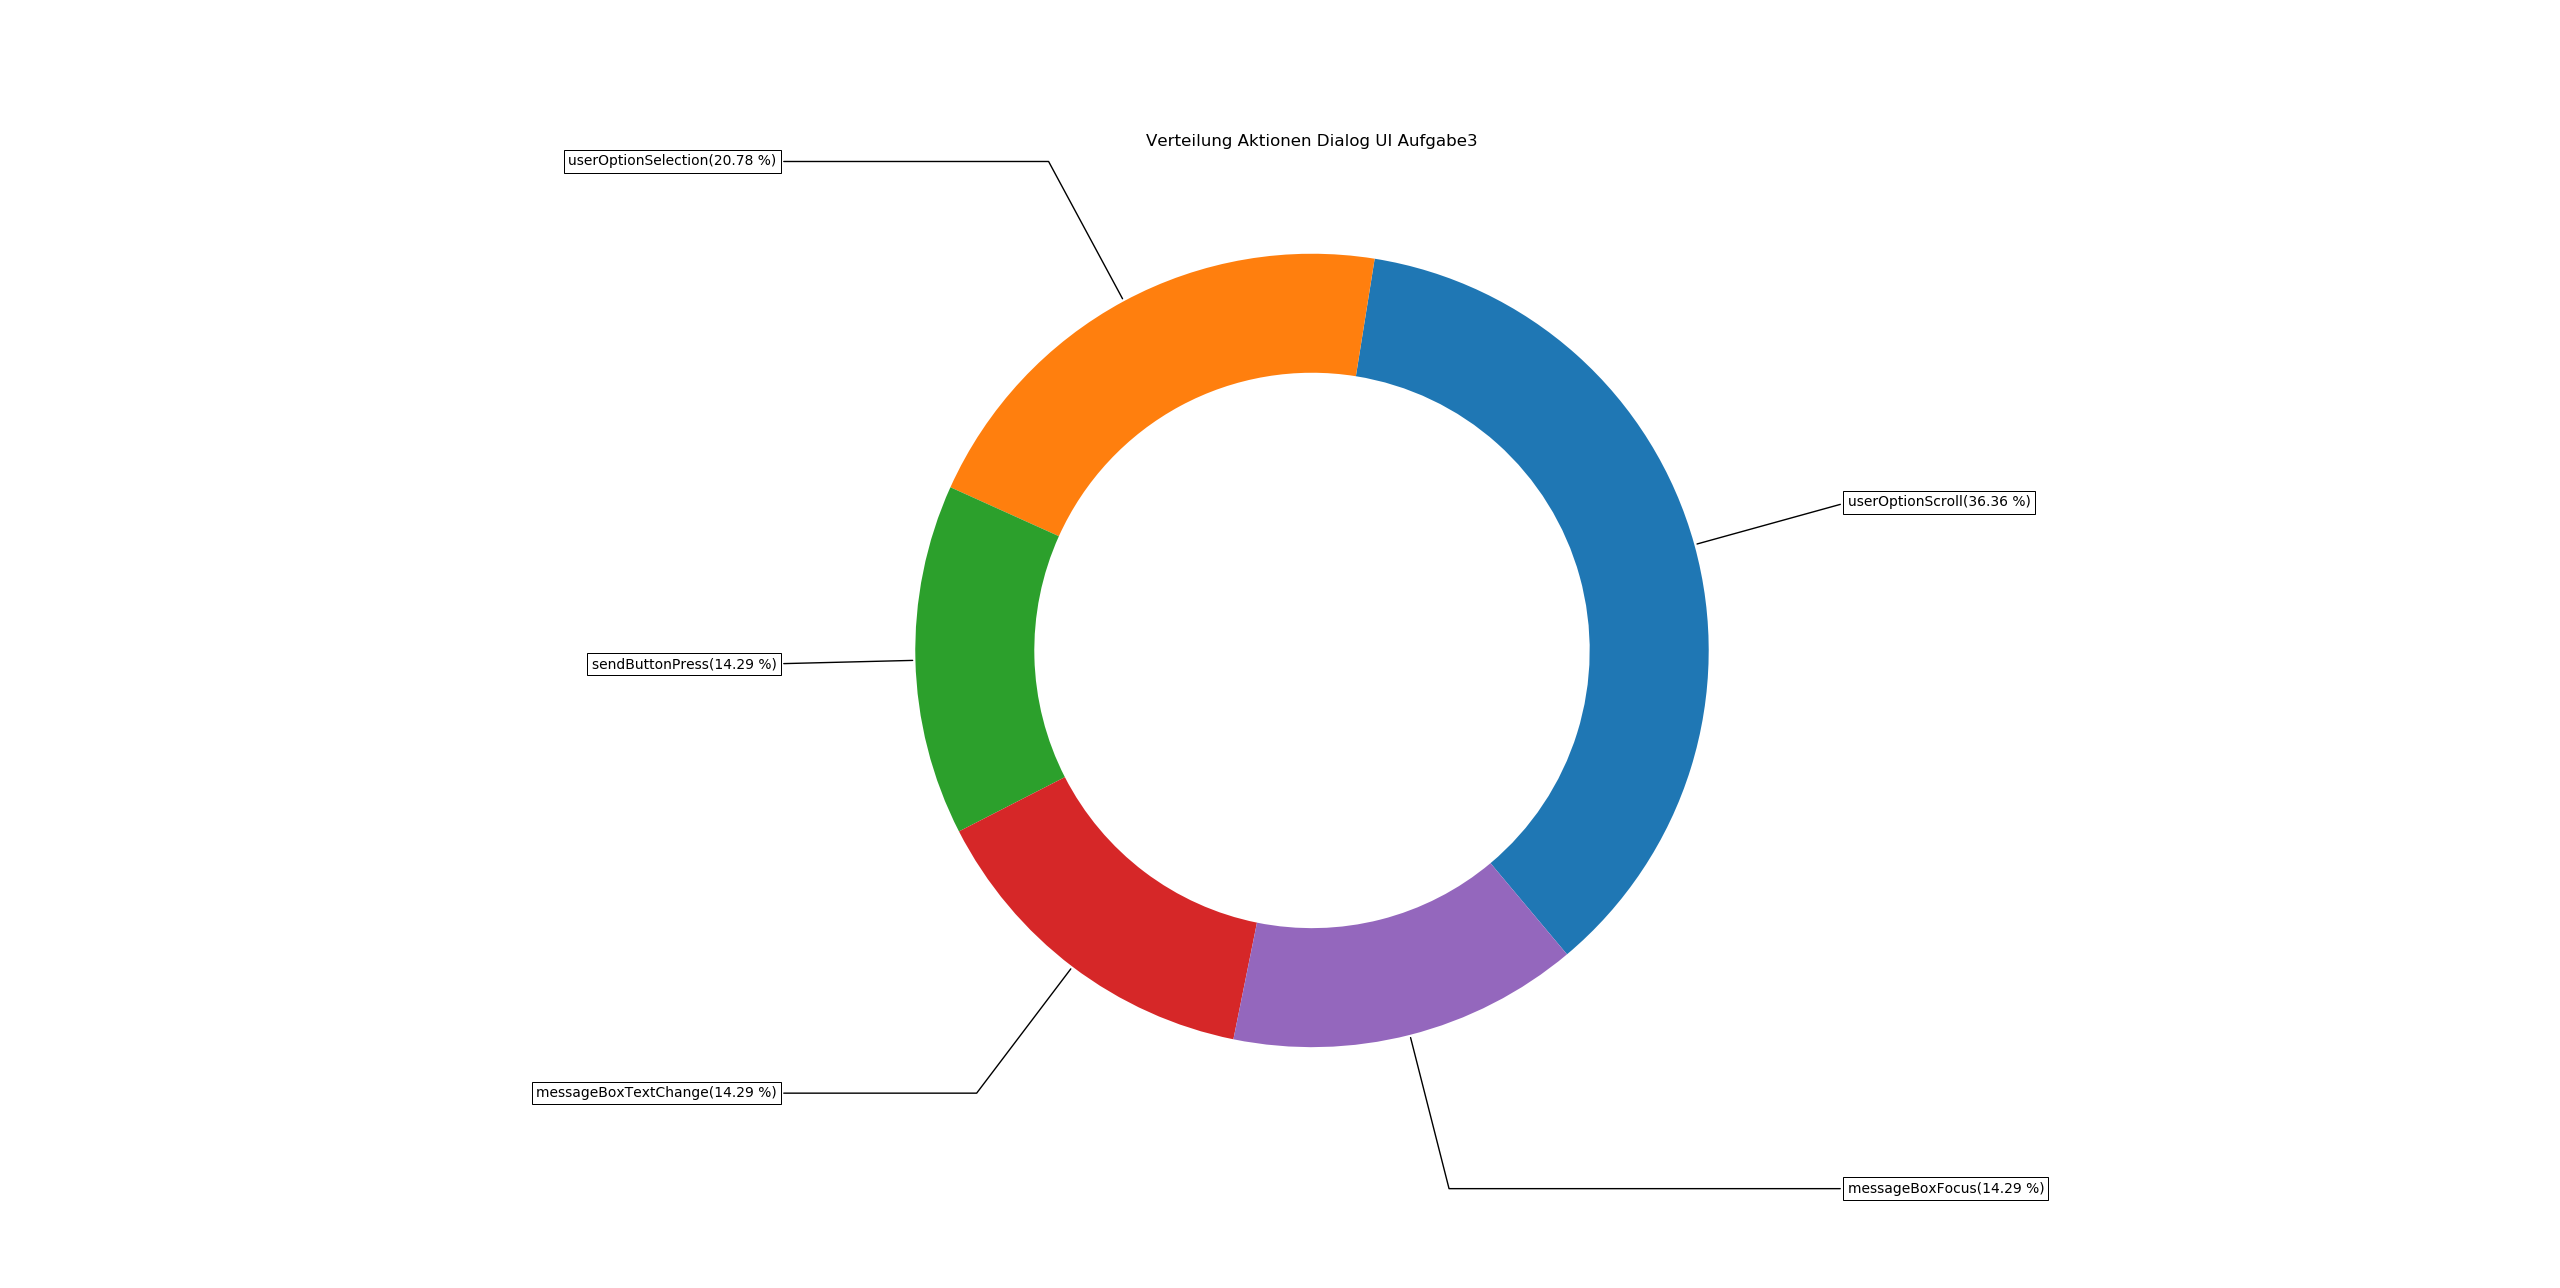 Verteilung Aktionen Dialog UI Aufgabe3
userOptionSelection(20.78 %)
userOptionScroll(36.36 %)
sendButtonPress(14.29 %)
messageBoxTextChange(14.29 %)
messageBoxFocus(14.29 %)